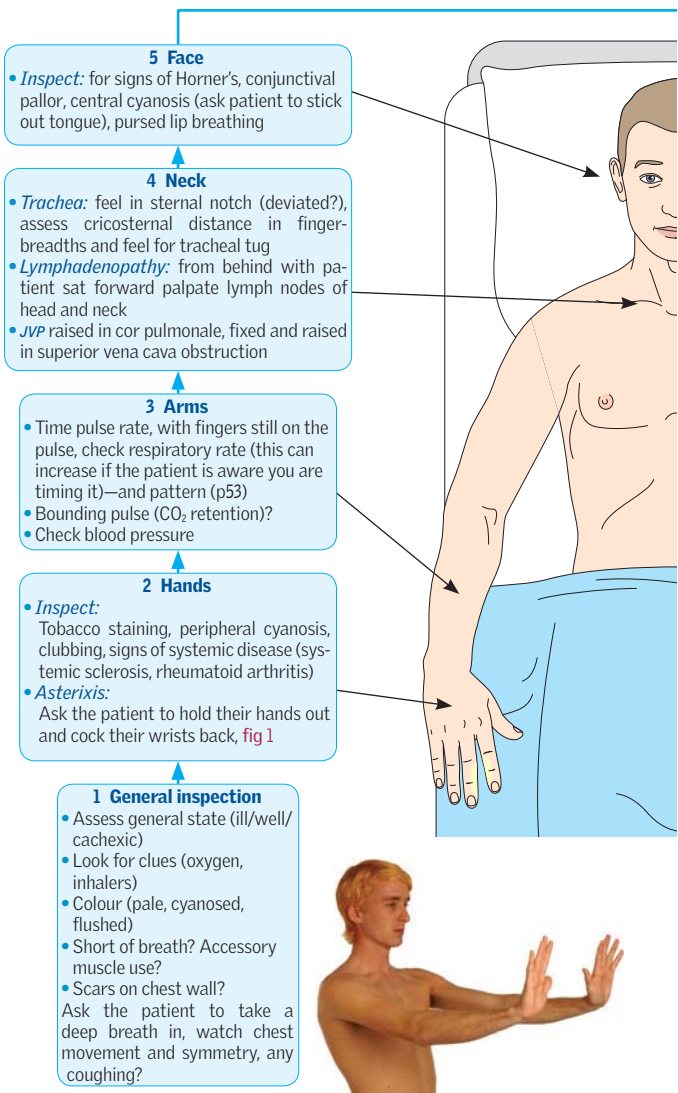 5 Face
• Inspect: for signs of Horner's, conjunctival
pallor, central cyanosis (ask patient to stick
out tongue), pursed lip breathing
4 Neck
• Trachea: feel in sternal notch (deviated?),
assess cricosternal distance in finger-
breadths and feel for tracheal tug
• Lymphadenopathy: from behind with pa-
tient sat forward palpate lymph nodes of
head and neck
• JVP raised in cor pulmonale, fixed and raised
in superior vena cava obstruction
3 Arms
• Time pulse rate, with fingers still on the
pulse, check respiratory rate (this can
increase if the patient is aware you are
timing it)—and pattern (p53)
• Bounding pulse (CO₂ retention)?
• Check blood pressure
2 Hands
• Inspect:
Tobacco staining, peripheral cyanosis,
clubbing, signs of systemic disease (sys-
temic sclerosis, rheumatoid arthritis)
• Asterixis:
Ask the patient to hold their hands out
and cock their wrists back, fig 1
1 General inspection
• Assess general state (ill/well/
cachexic)
• Look for clues (oxygen,
inhalers)
• Colour (pale, cyanosed,
flushed)
• Short of breath? Accessory
muscle use?
• Scars on chest wall?
Ask the patient to take a
deep breath in, watch chest
movement and symmetry, any
coughing?